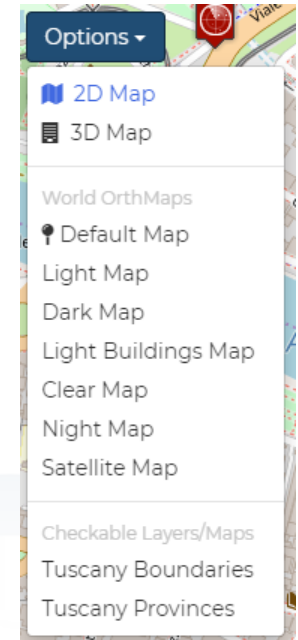 Viale
Options
2D Map
3D Map
World OrthMaps
Default Map
Light Map
Dark Map
Light Buildings Map
Clear Map
Night Map
Satellite Map
Checkable Layers/Maps
Tuscany Boundaries
Tuscany Provinces